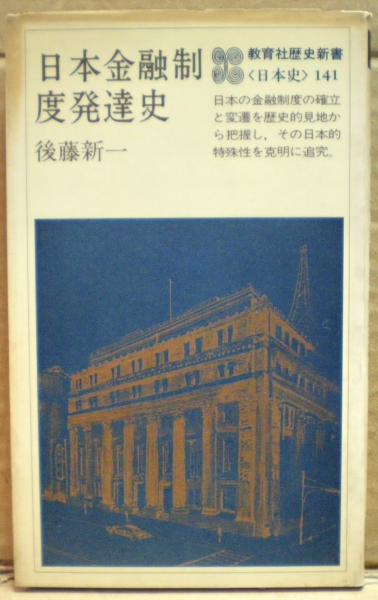 日本金融制
度発達史
後藤新一
教育社歴史新書
〈日本史〉141
日本の金融制度の確立
と変遷を歴史的見地か
ら把握し，その日本的
特殊性を克明に追究。